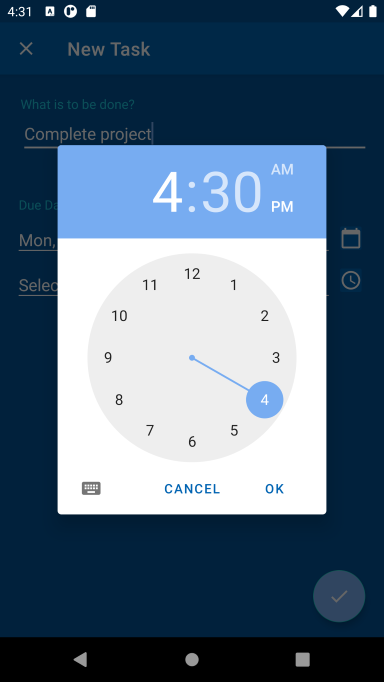 4:31
New Task
What is to be done?
Complete project
Due Da
Mon,
Selec
4:30
AM
PM
12
11
1
10
2
9
3
8
4
7
5
6
CANCEL
OK